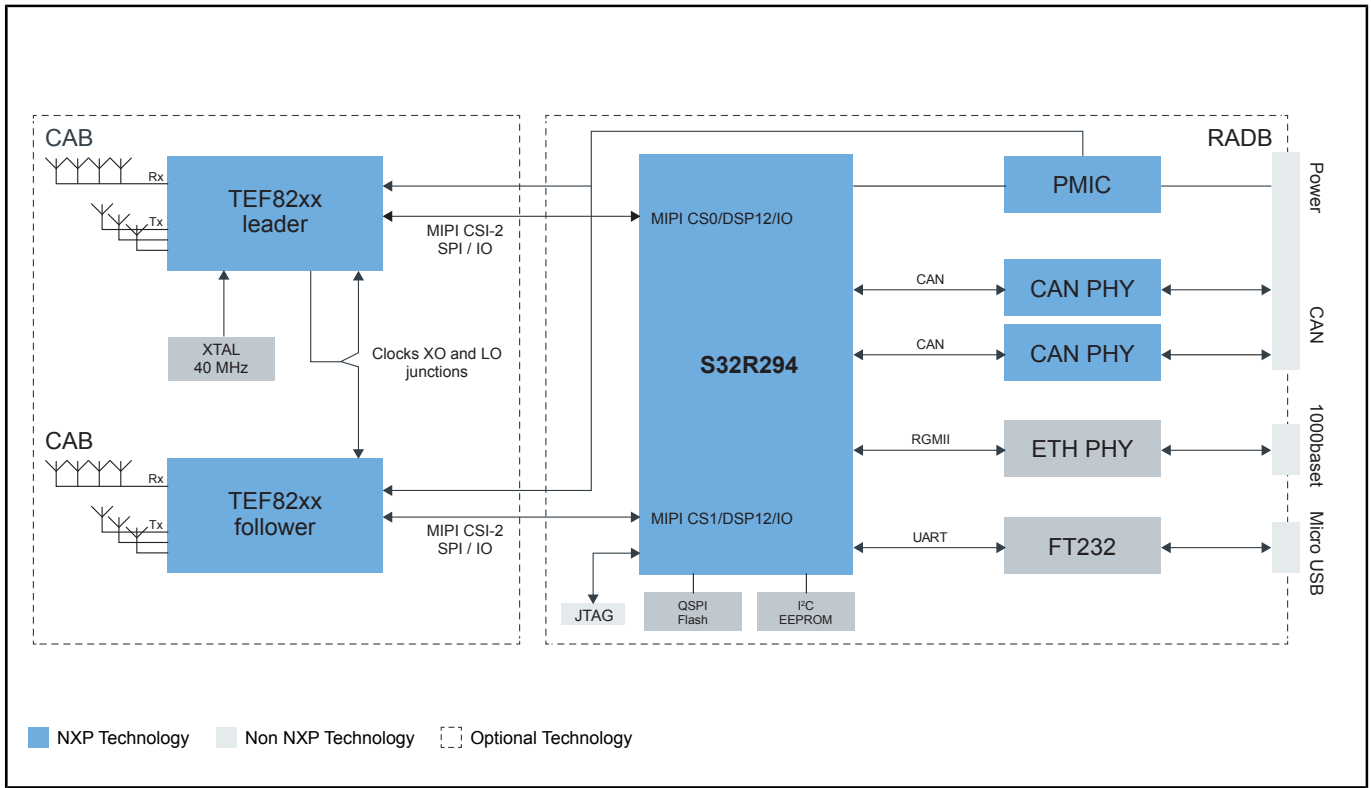 CAB
Rx
Tx
TEF82xx
leader
MIPI CSI-2
SPI / IO
XTAL
40 MHz
Clocks XO and LO
junctions
CAB
Rx
Tx
TEF82xx
follower
MIPI CSI-2
SPI / IO
RADB
MIPI CS0/DSP12/IO
S32R294
MIPI CS1/DSP12/IO
JTAG
QSPI
Flash
I²C
EEPROM
PMIC
CAN
CAN PHY
CAN
CAN PHY
RGMII
ETH PHY
UART
FT232
Power
CAN
1000baset
Micro USB
NXP Technology
Non NXP Technology
Optional Technology